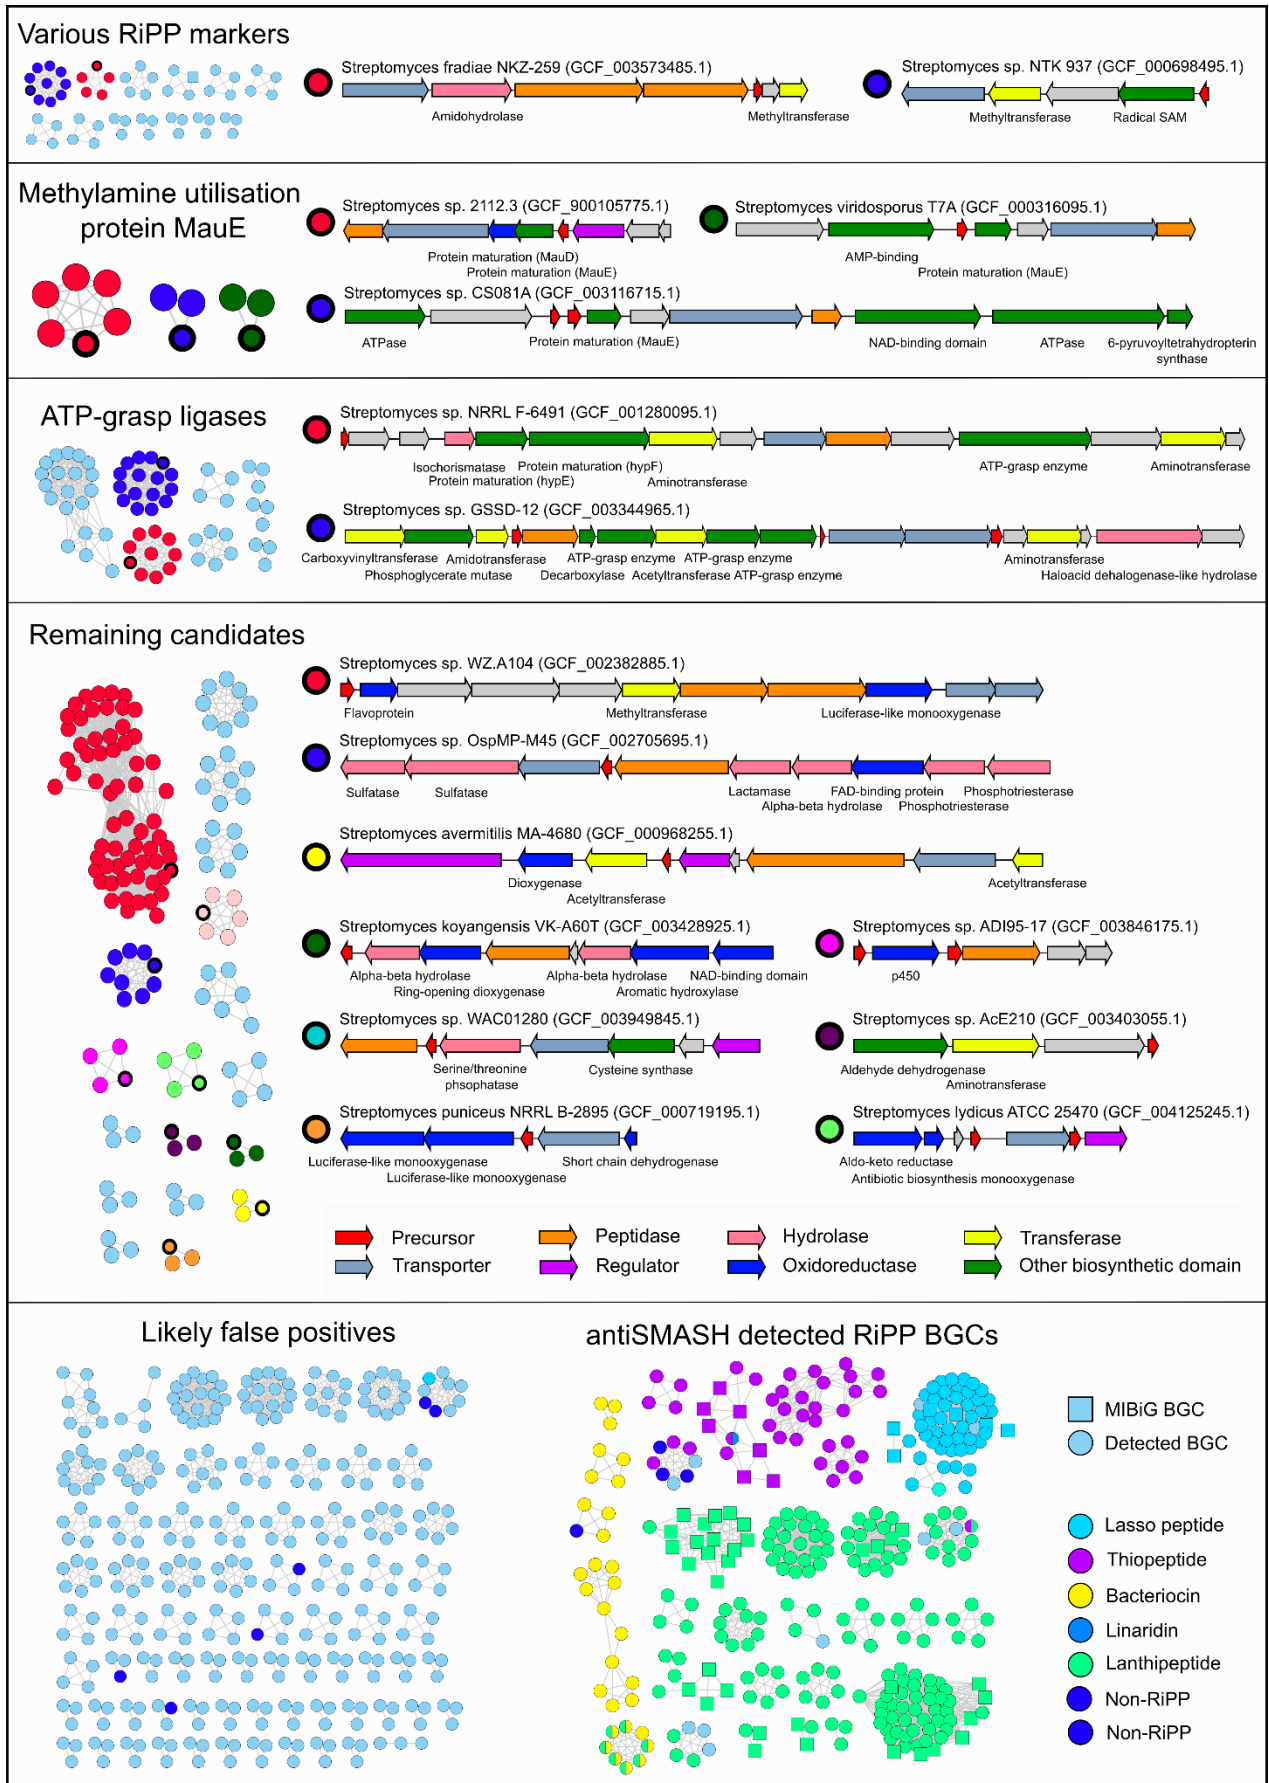 Various RiPP markers
Streptomyces fradiae NKZ-259 (GCF_003573485.1)
Amidohydrolase
Methyltransferase
Streptomyces sp. NTK 937 (GCF_000698495.1)
Methyltransferase
Radical SAM
Methylamine utilisation
protein MauE
Streptomyces sp. 2112.3 (GCF_900105775.1)
Protein maturation (MauD)
Protein maturation (MauE)
Streptomyces viridosporus T7A (GCF_000316095.1)
AMP-binding
Protein maturation (MauE)
Streptomyces sp. CS081A (GCF_003116715.1)
ATPase
Protein maturation (MauE)
NAD-binding domain
ATPase
6-pyruvoyltetrahydropterin
synthase
ATP-grasp ligases
Streptomyces sp. NRRL F-6491 (GCF_001280095.1)
Isochorismatase
Protein maturation (hypF)
ATP-grasp enzyme
Aminotransferase
Protein maturation (hypE)
Aminotransferase
Streptomyces sp. GSSD-12 (GCF_003344965.1)
Carboxyvinyltransferase
Amidotransferase
ATP-grasp enzyme
ATP-grasp enzyme
Aminotransferase
Phosphoglycerate mutase
Decarboxylase
Acetyltransferase
ATP-grasp enzyme
Haloacid dehalogenase-like hydrolase
Remaining candidates
Streptomyces sp. WZ.A104 (GCF_002382885.1)
Flavoprotein
Methyltransferase
Luciferase-like monooxygenase
Streptomyces sp. OspMP-M45 (GCF_002705695.1)
Sulfatase
Sulfatase
Lactamase
FAD-binding protein
Phosphotriesterase
Alpha-beta hydrolase
Phosphotriesterase
Streptomyces avermitilis MA-4680 (GCF_000968255.1)
Dioxygenase
Acetyltransferase
Acetyltransferase
Streptomyces koyangensis VK-A60T (GCF_003428925.1)
Alpha-beta hydrolase
Alpha-beta hydrolase
NAD-binding domain
Ring-opening dioxygenase
Aromatic hydroxylase
Streptomyces sp. ADI95-17 (GCF_003846175.1)
p450
Streptomyces sp. WAC01280 (GCF_003949845.1)
Serine/threonine
phsophatase
Cysteine synthase
Streptomyces sp. AcE210 (GCF_003403055.1)
Aldehyde dehydrogenase
Aminotransferase
Streptomyces puniceus NRRL B-2895 (GCF_000719195.1)
Luciferase-like monooxygenase
Short chain dehydrogenase
Luciferase-like monooxygenase
Streptomyces lydicus ATCC 25470 (GCF_004125245.1)
Aldo-keto reductase
Antibiotic biosynthesis monooxygenase
Precursor
Peptidase
Hydrolase
Transferase
Transporter
Regulator
Oxidoreductase
Other biosynthetic domain
Likely false positives
antiSMASH detected RiPP BGCs
MIBiG BGC
Detected BGC
Lasso peptide
Thiopeptide
Bacteriocin
Linaridin
Lanthipeptide
Non-RiPP
Non-RiPP